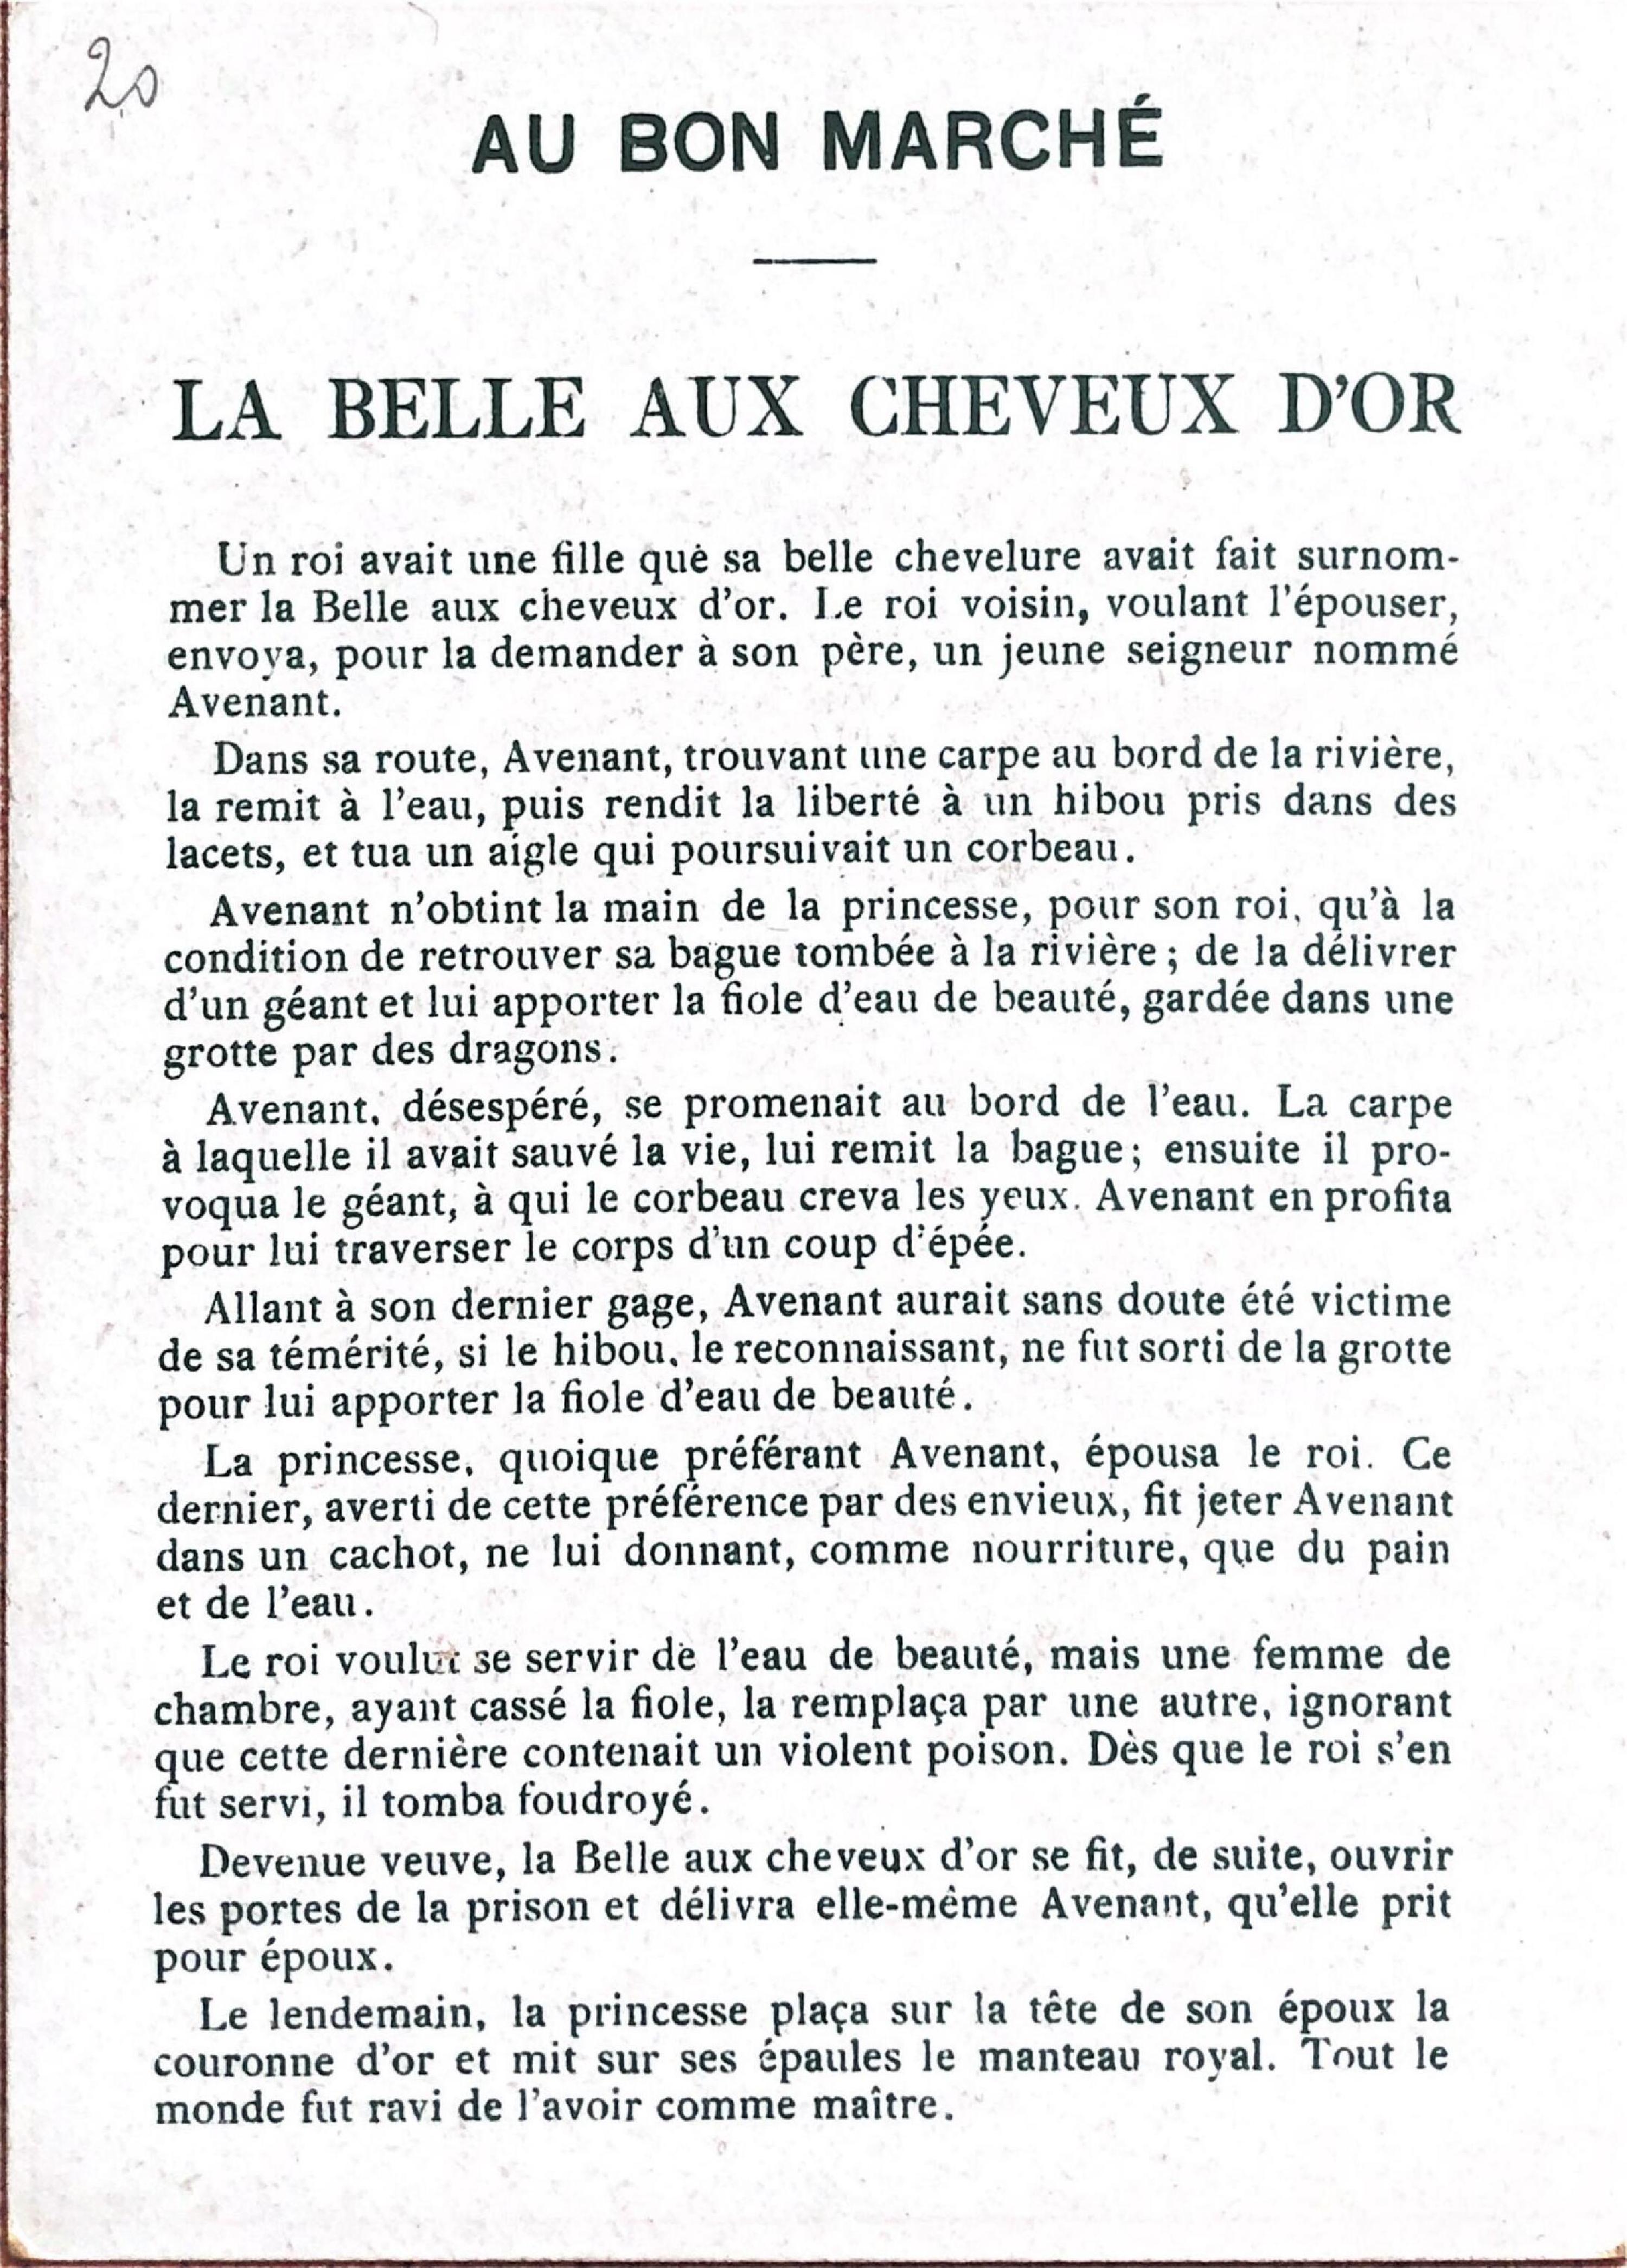 20
AU BON MARCHÉ
LA BELLE AUX CHEVEUX D'OR
Un roi avait une fille que sa belle chevelure avait fait surnom-
mer la Belle aux cheveux d'or. Le roi voisin, voulant l'épouser,
envoya, pour la demander à son père, un jeune seigneur nommé
Avenant.
Dans sa route, Avenant, trouvant une carpe au bord de la rivière,
la remit à l'eau, puis rendit la liberté à un hibou pris dans des
lacets, et tua un aigle qui poursuivait un corbeau.
Avenant n'obtint la main de la princesse, pour son roi, qu'à la
condition de retrouver sa bague tombée à la rivière ; de la délivrer
d'un géant et lui apporter la fiole d'eau de beauté, gardée dans une
grotte par des dragons.
Avenant, désespéré, se promenait au bord de l'eau. La carpe
à laquelle il avait sauvé la vie, lui remit la bague; ensuite il pro-
voqua le géant, à qui le corbeau creva les yeux. Avenant en profita
pour lui traverser le corps d'un coup d'épée.
Allant à son dernier gage, Avenant aurait sans doute été victime
de sa témérité, si le hibou, le reconnaissant, ne fut sorti de la grotte
pour lui apporter la fiole d'eau de beauté.
La princesse, quoique préférant Avenant, épousa le roi. Ce
dernier, averti de cette préférence par des envieux, fit jeter Avenant
dans un cachot, ne lui donnant, comme nourriture, que du pain
et de l'eau.
Le roi voulut se servir de l'eau de beauté, mais une femme de
chambre, ayant cassé la fiole, la remplaça par une autre, ignorant
que cette dernière contenait un violent poison. Dès que le roi s'en
fut servi, il tomba foudroyé.
Devenue veuve, la Belle aux cheveux d'or se fit, de suite, ouvrir
les portes de la prison et délivra elle-même Avenant, qu'elle prit
pour époux.
Le lendemain, la princesse plaça sur la tête de son époux la
couronne d'or et mit sur ses épaules le manteau royal. Tout le
monde fut ravi de l'avoir comme maître.